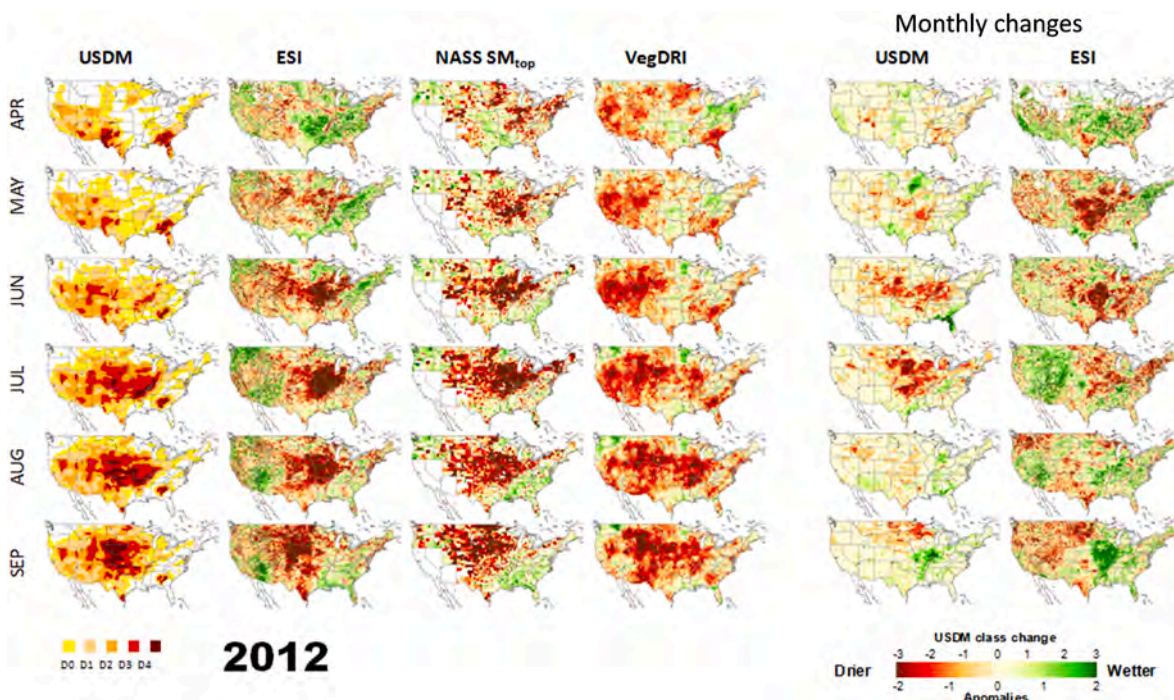 Monthly changes
USDM ESI NASS SMtop VegDRI USDM ESI
APR
MAY
JUN
JUL
AUG
SEP
D0 D1 D2 D3 D4
2012
USDM class change
-3 -2 -1 0 1 2 3
Drier Wetter
-2 -1 0 1 2
Anomalies